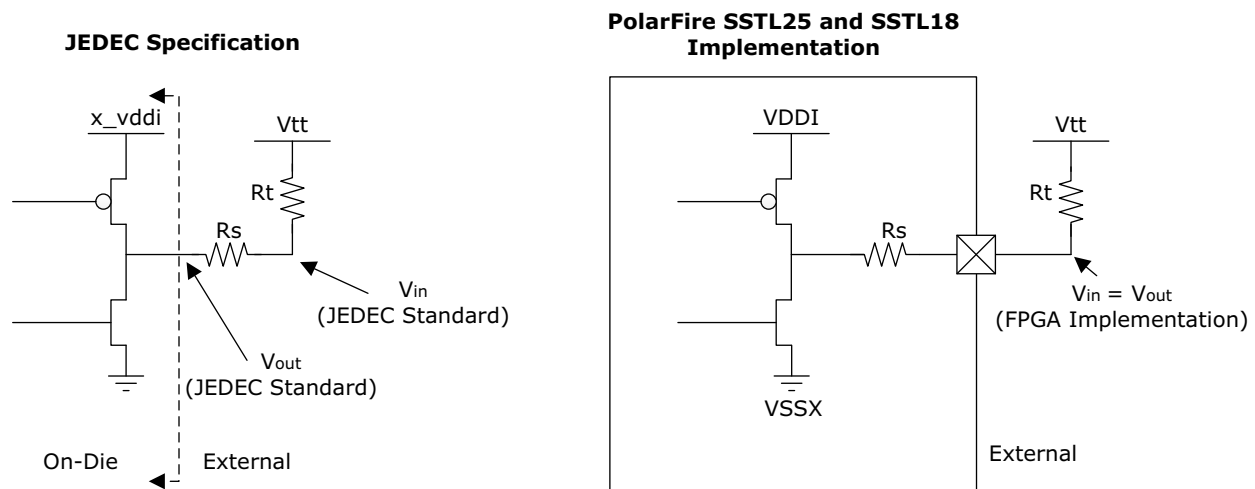 JEDEC Specification
x_vddi
Vtt
Rt
Rs
Vin
(JEDEC Standard)
Vout
(JEDEC Standard)
On-Die
External
PolarFire SSTL25 and SSTL18
Implementation
VDDI
Vtt
Rt
Rs
Vin = Vout
(FPGA Implementation)
VSSX
External